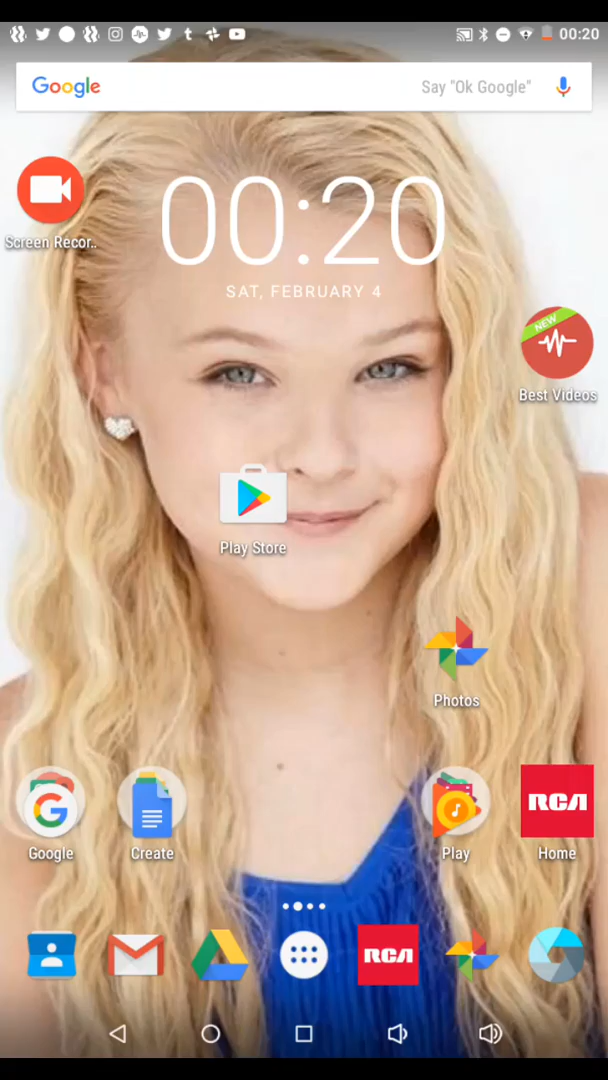 00:20
Google
Say "Ok Google"
00:20
SAT, FEBRUARY 4
Screen Recor..
NEW
Best Videos
Play Store
Photos
RCA
Google
Create
Play
Home
RCA